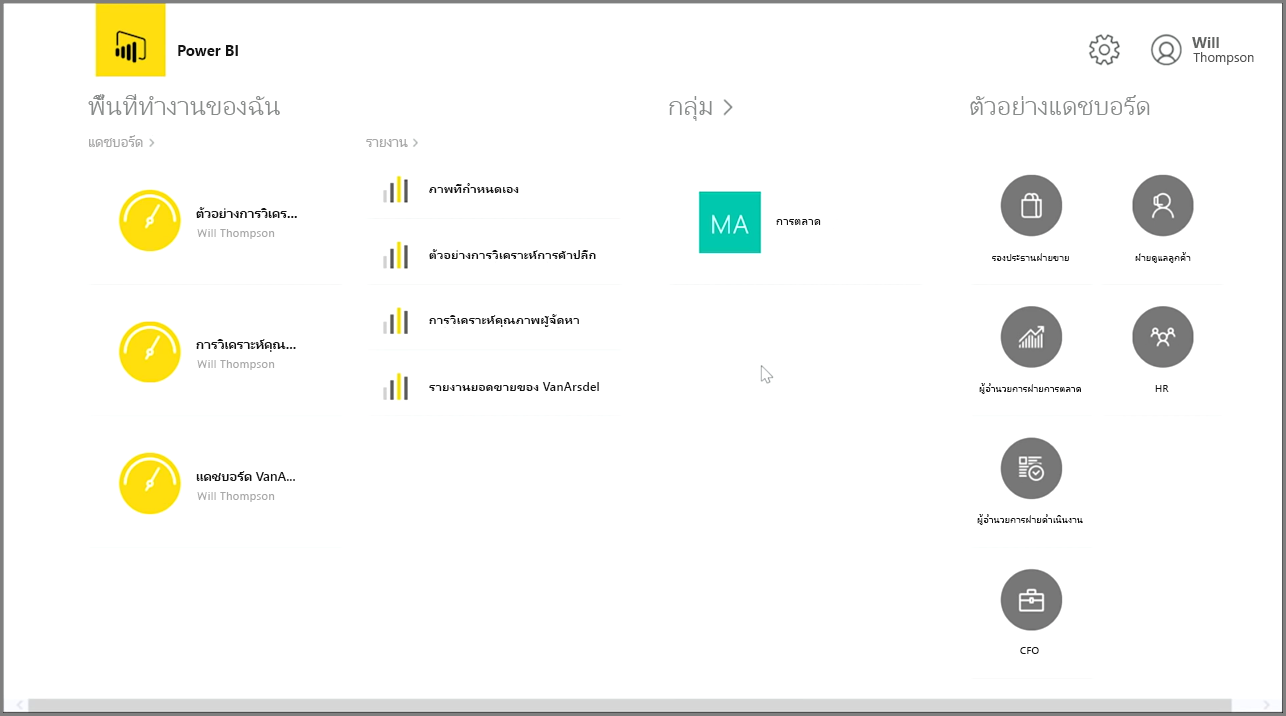 Power BI
Will
Thompson
พื้นที่ทำงานของฉัน
แดชบอร์ด
ตัวอย่างการวิเคร...
Will Thompson
การวิเคราะห์คุณ...
Will Thompson
แดชบอร์ด VanA...
Will Thompson
รายงาน
ภาพที่กำหนดเอง
ตัวอย่างการวิเคราะห์การค้าปลีก
การวิเคราะห์คุณภาพผู้จัดหา
รายงานยอดขายของ VanArsdel
กลุ่ม
MA
การตลาด
ตัวอย่างแดชบอร์ด
รองประธานฝ่ายขาย
ฝ่ายดูแลลูกค้า
ผู้อำนวยการฝ่ายการตลาด
HR
ผู้อำนวยการฝ่ายดำเนินงาน
CFO